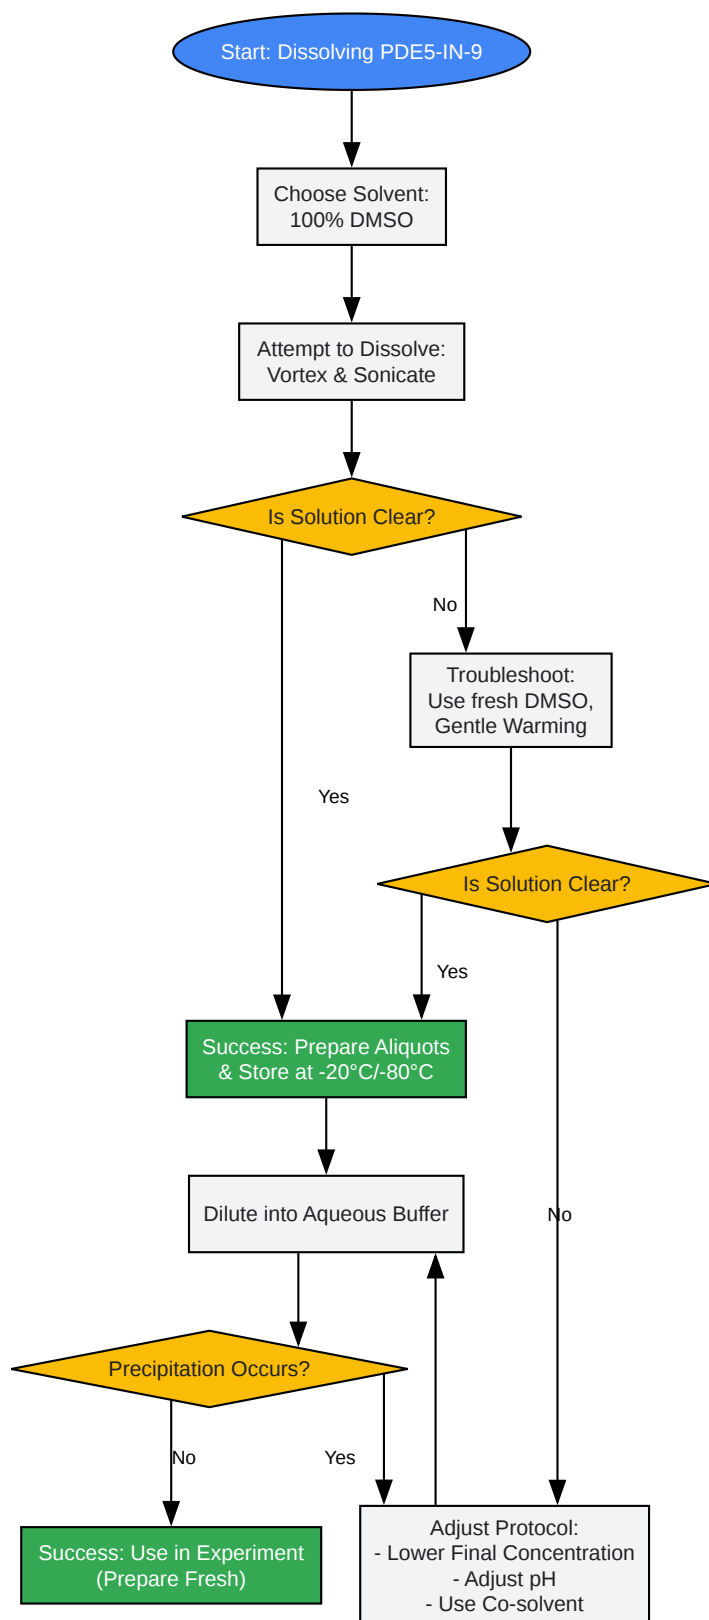 Start: Dissolving PDE5-IN-9
Choose Solvent:
100% DMSO
Attempt to Dissolve:
Vortex & Sonicate
Is Solution Clear?
No
Troubleshoot:
Use fresh DMSO,
Gentle Warming
Yes
Is Solution Clear?
Yes
Success: Prepare Aliquots
& Store at -20°C/-80°C
Dilute into Aqueous Buffer
No
Precipitation Occurs?
No
Yes
Success: Use in Experiment
(Prepare Fresh)
Adjust Protocol:
- Lower Final Concentration
- Adjust pH
- Use Co-solvent